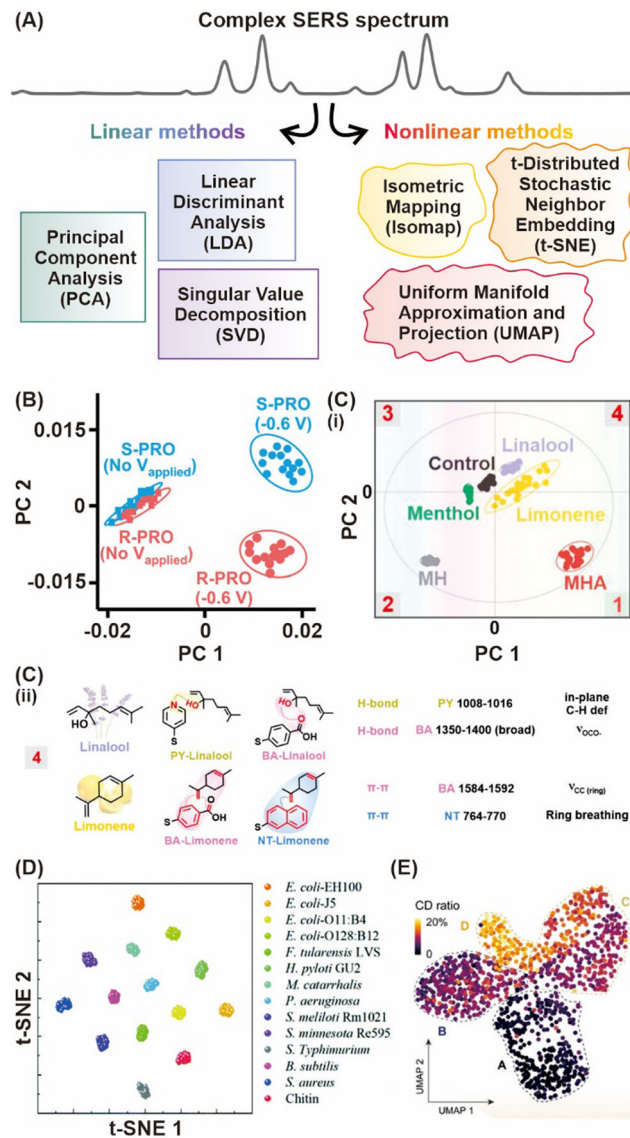 (A)
Complex SERS spectrum
Linear methods
Nonlinear methods
Principal
Component
Analysis
(PCA)
Linear
Discriminant
Analysis
(LDA)
Singular Value
Decomposition
(SVD)
Isometric
Mapping
(Isomap)
t-Distributed
Stochastic
Neighbor
Embedding
(t-SNE)
Uniform Manifold
Approximation and
Projection (UMAP)
(B)
0.015
0
-0.015
PC 2
S-PRO
(No Vapplied)
R-PRO
(No Vapplied)
S-PRO
(-0.6 V)
R-PRO
(-0.6 V)
-0.02
0
0.02
PC 1
(C)
(i)
3
4
Linalool
Control
Menthol
Limonene
MH
MHA
2
1
PC 2
0
0
PC 1
(C)
(ii)
4
HO
Linalool
N
HO
S
PY-Linalool
HO
O
OH
S
BA-Linalool
Limonene
O
OH
S
BA-Limonene
S
NT-Limonene
H-bond PY 1008-1016 in-plane
C-H def
H-bond BA 1350-1400 (broad) νOCO-
π-π BA 1584-1592 νCC (ring)
π-π NT 764-770 Ring breathing
(D)
t-SNE 2
t-SNE 1
E. coli-EH100
E. coli-J5
E. coli-O11:B4
E. coli-O128:B12
F. tularensis LVS
H. pyloti GU2
M. catarrhalis
P. aeruginosa
S. meliloti Rm1021
S. minnesota Re595
S. Typhimurium
B. subtilis
S. aureus
Chitin
(E)
CD ratio
20%
0
D
C
B
A
UMAP 2
UMAP 1